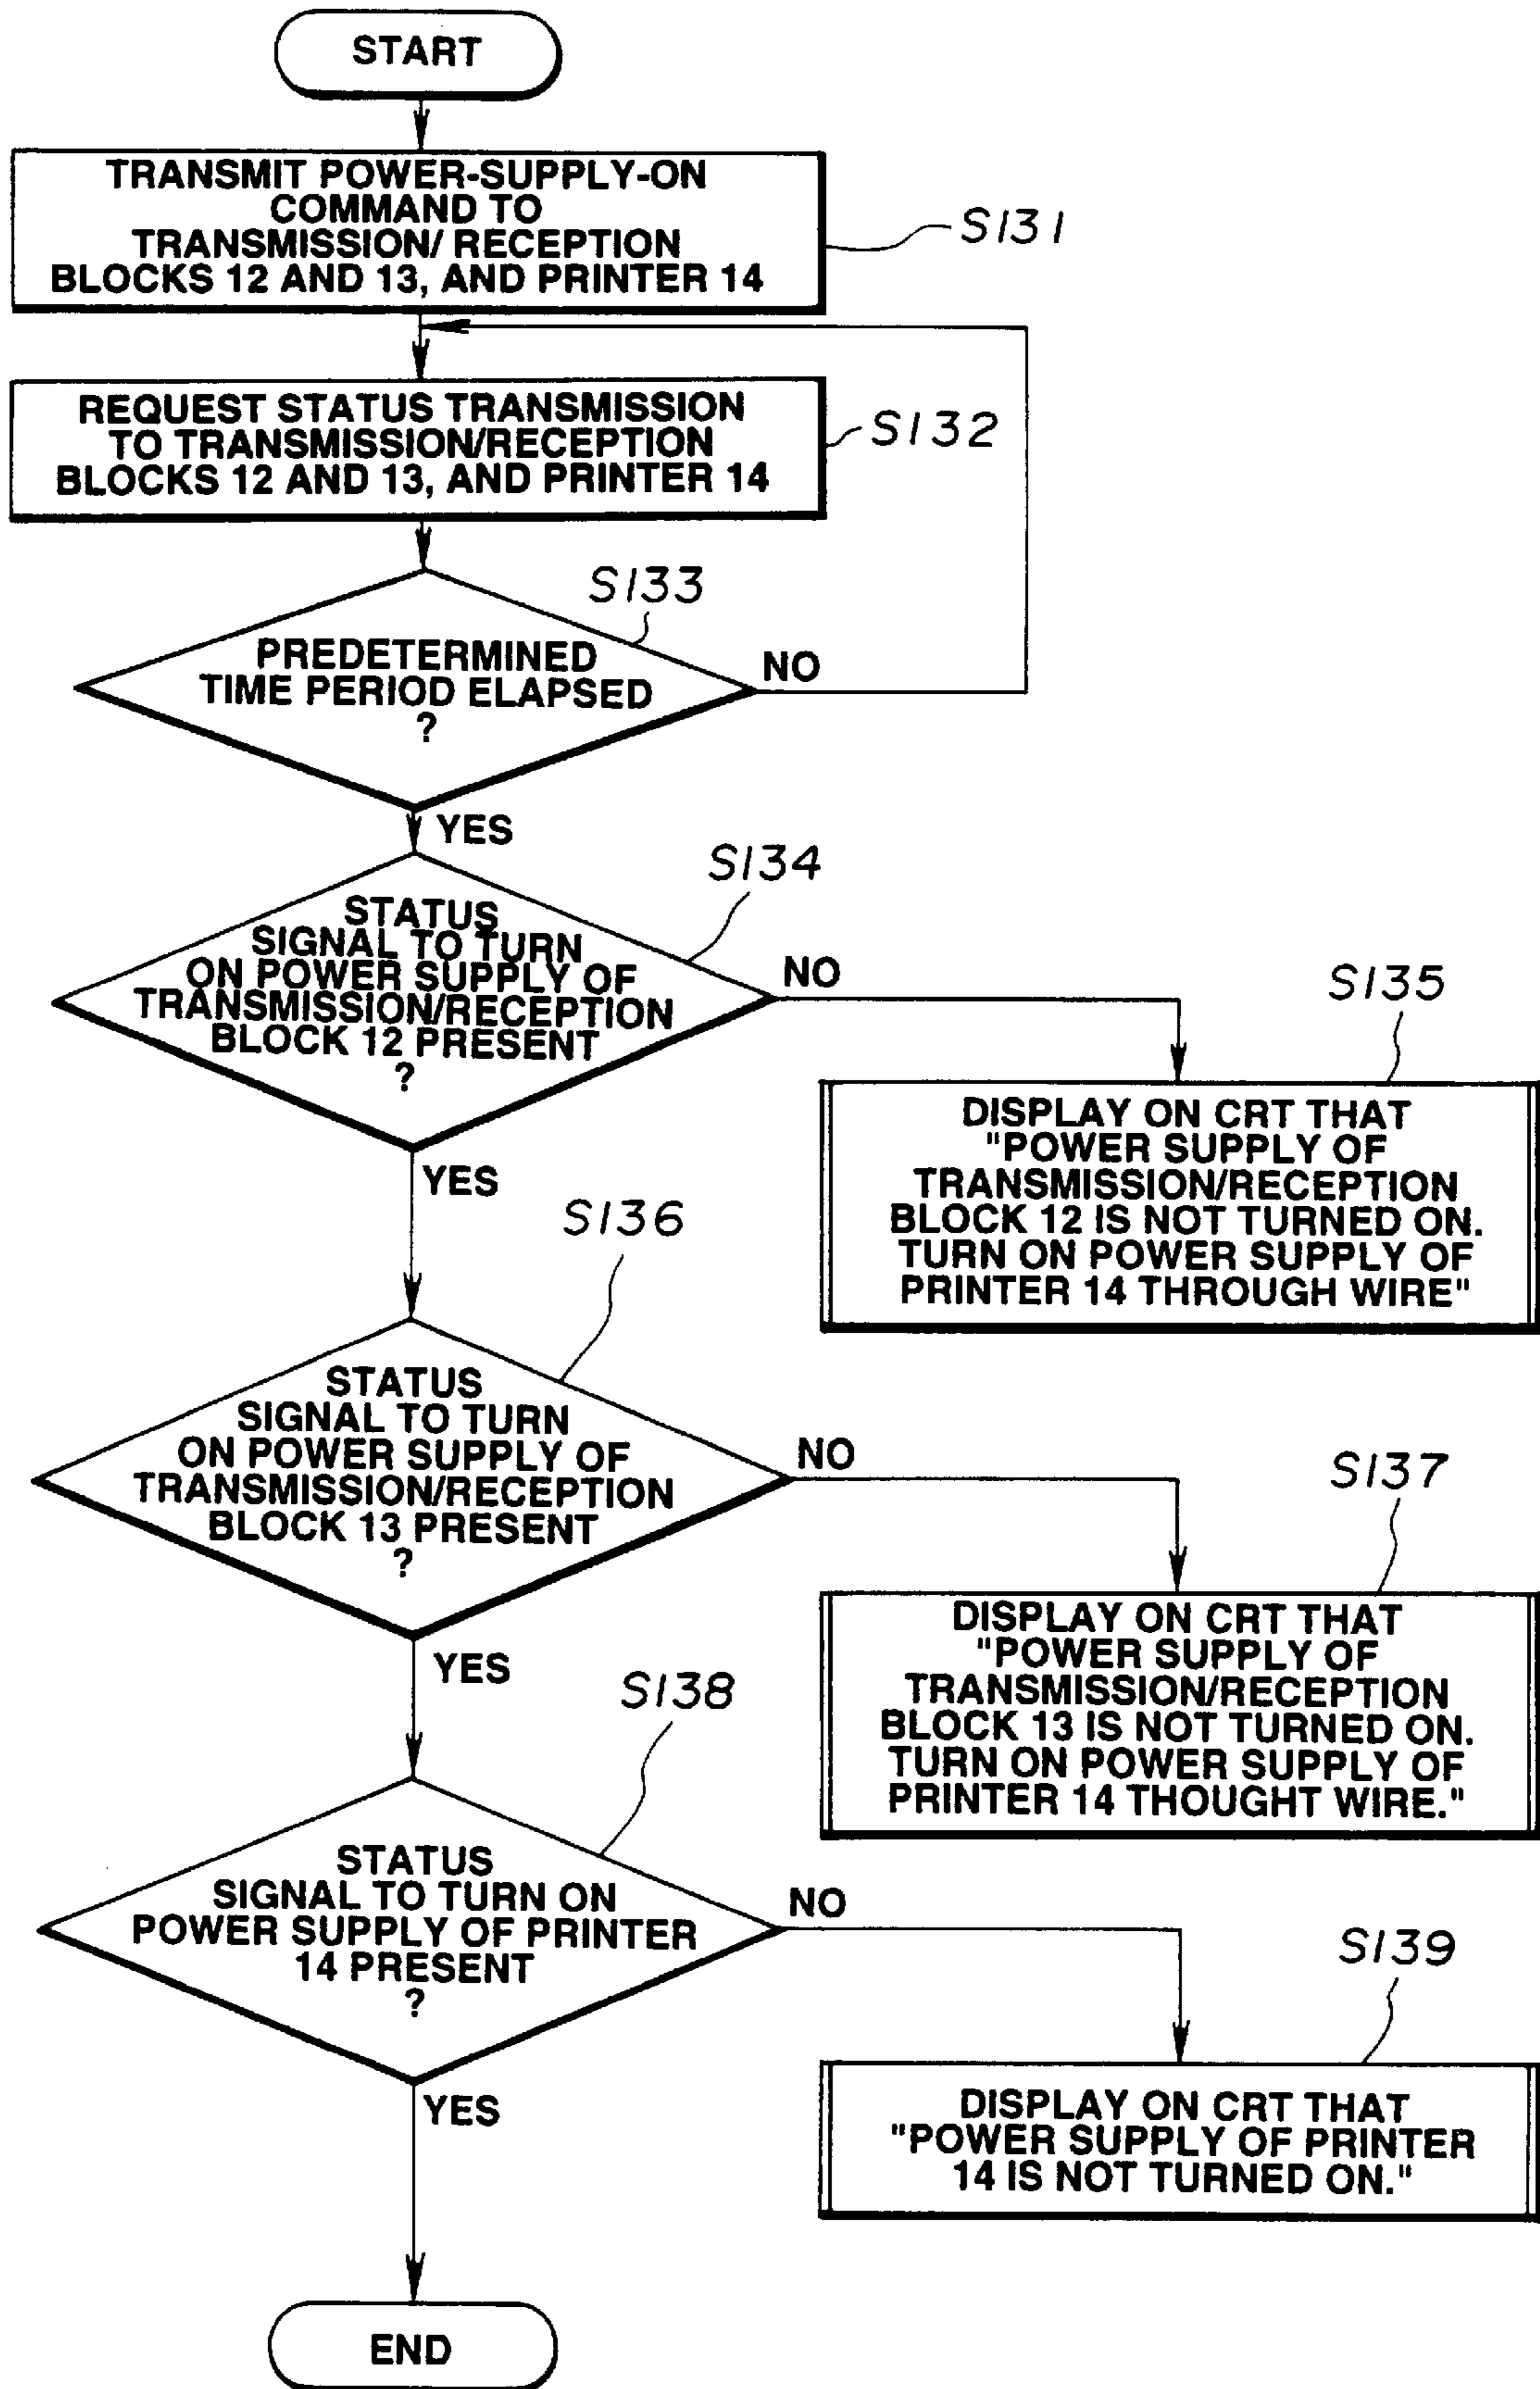 START
TRANSMIT POWER-SUPPLY-ON
COMMAND TO
TRANSMISSION/ RECEPTION
BLOCKS 12 AND 13, AND PRINTER 14
S131
REQUEST STATUS TRANSMISSION
TO TRANSMISSION/RECEPTION
BLOCKS 12 AND 13, AND PRINTER 14
S132
S133
PREDETERMINED
TIME PERIOD ELAPSED
?
NO
YES
S134
STATUS
SIGNAL TO TURN
ON POWER SUPPLY OF
TRANSMISSION/RECEPTION
BLOCK 12 PRESENT
?
NO
YES
S135
DISPLAY ON CRT THAT
"POWER SUPPLY OF
TRANSMISSION/RECEPTION
BLOCK 12 IS NOT TURNED ON.
TURN ON POWER SUPPLY OF
PRINTER 14 THROUGH WIRE"
S136
STATUS
SIGNAL TO TURN
ON POWER SUPPLY OF
TRANSMISSION/RECEPTION
BLOCK 13 PRESENT
?
NO
YES
S137
DISPLAY ON CRT THAT
"POWER SUPPLY OF
TRANSMISSION/RECEPTION
BLOCK 13 IS NOT TURNED ON.
TURN ON POWER SUPPLY OF
PRINTER 14 THOUGHT WIRE."
S138
STATUS
SIGNAL TO TURN ON
POWER SUPPLY OF PRINTER
14 PRESENT
?
NO
YES
S139
DISPLAY ON CRT THAT
"POWER SUPPLY OF PRINTER
14 IS NOT TURNED ON."
END